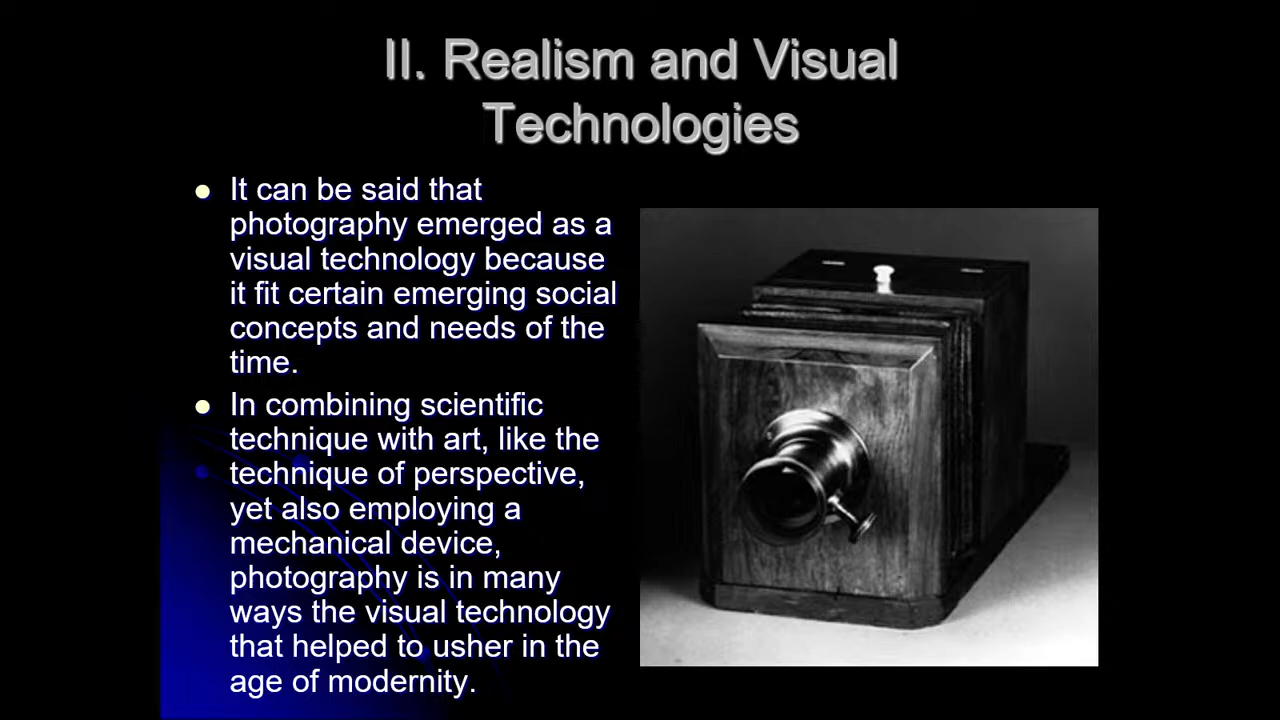 II. Realism and Visual
Technologies
It can be said that
photography emerged as a
visual technology because
it fit certain emerging social
concepts and needs of the
time.
In combining scientific
technique with art, like the
technique of perspective,
yet also employing a
mechanical device,
photography is in many
ways the visual technology
that helped to usher in the
age of modernity.